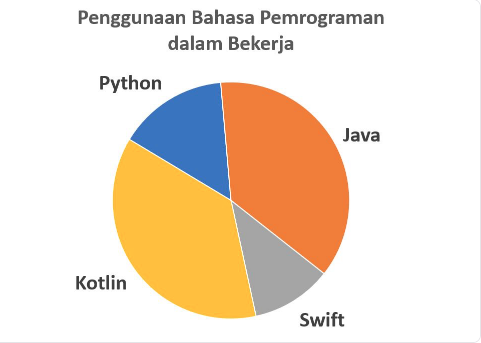 Penggunaan Bahasa Pemrograman
dalam Bekerja
Python
Java
Kotlin
Swift